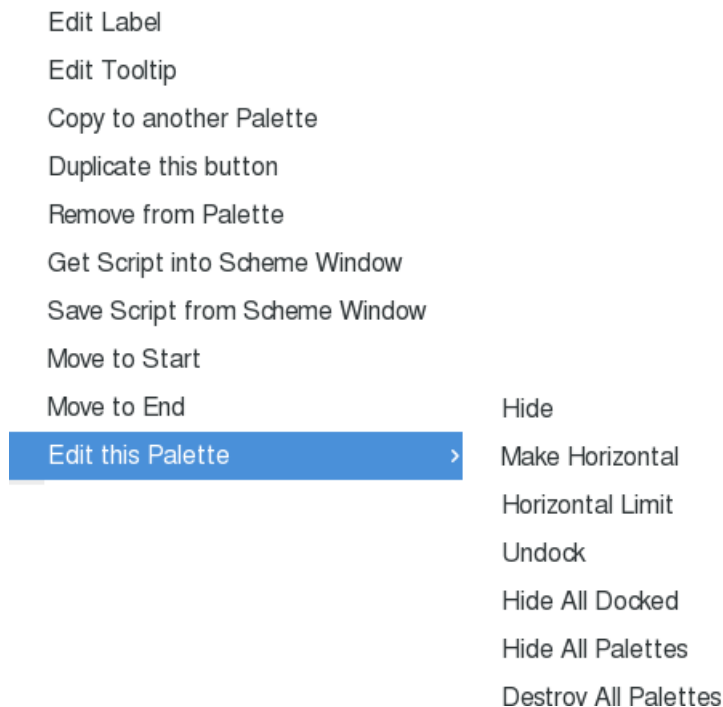 Edit Label
Edit Tooltip
Copy to another Palette
Duplicate this button
Remove from Palette
Get Script into Scheme Window
Save Script from Scheme Window
Move to Start
Move to End
Edit this Palette
Hide
Make Horizontal
Horizontal Limit
Undock
Hide All Docked
Hide All Palettes
Destroy All Palettes